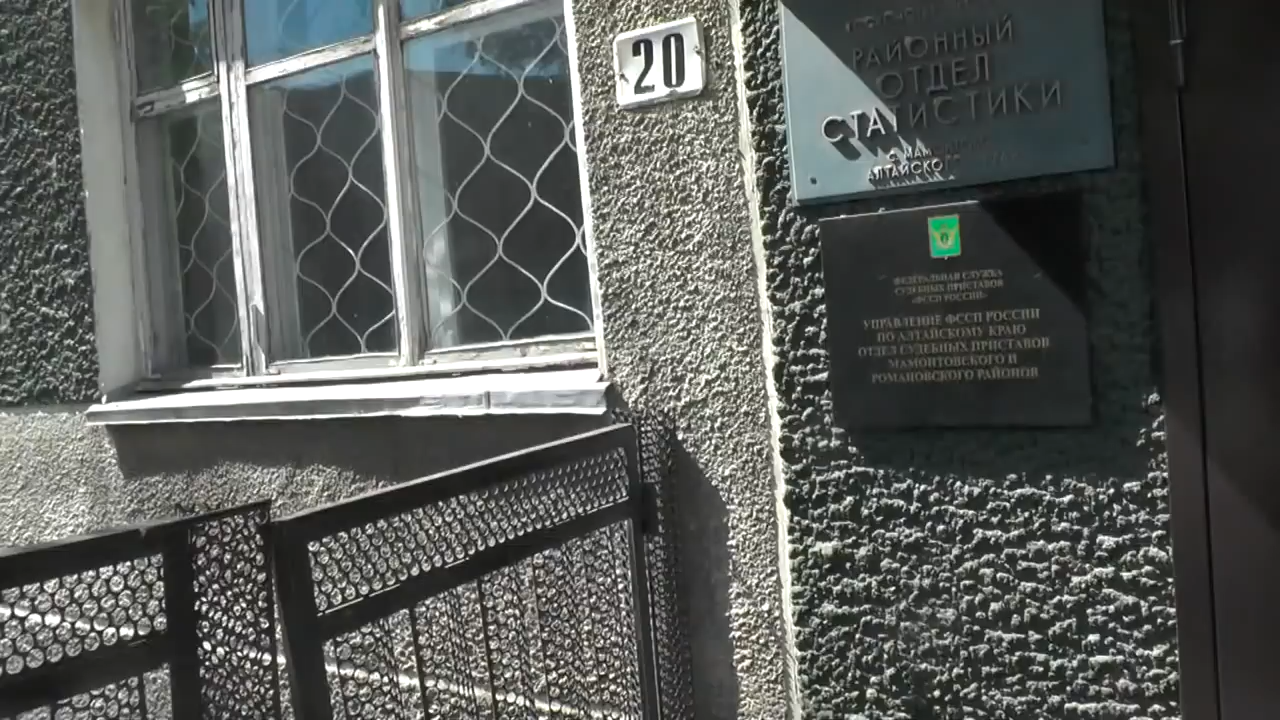 20
РАЙОННЫЙ
ОТДЕЛ
СТАТИСТИКИ
АЛТАЙСКО
ФЕДЕРАЛЬНАЯ СЛУЖБА
СУДЕБНЫХ ПРИСТАВОВ
«ФССП РОССИИ»
УПРАВЛЕНИЕ ФССП РОССИИ
ПО АЛТАЙСКОМУ КРАЮ
ОТДЕЛ СУДЕБНЫХ ПРИСТАВОВ
МАМОНТОВСКОГО И
РОМАНОВСКОГО РАЙОНОВ